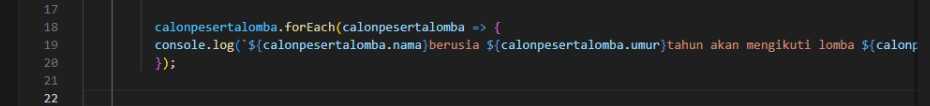 17
18 calonpesertalomba.forEach(calonpesertalomba => {
19 console.log(`${calonpesertalomba.nama}berusia ${calonpesertalomba.umur}tahun akan mengikuti lomba ${calonp
20 });
21
22